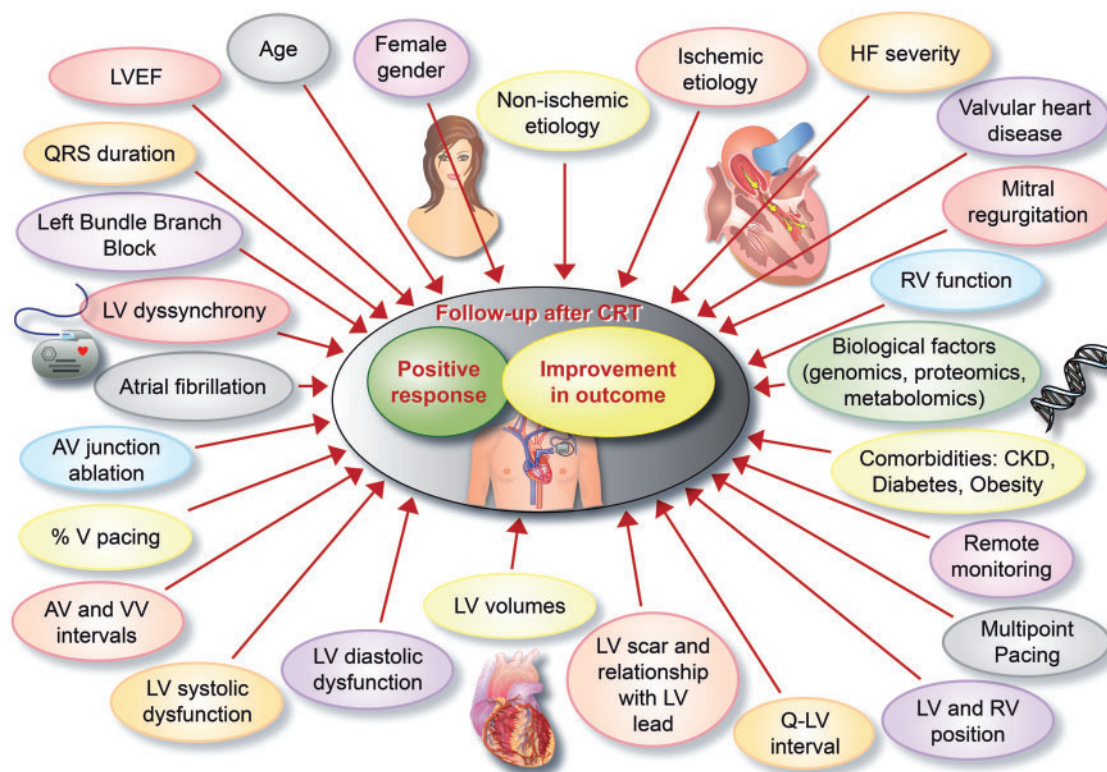 Age
Female
gender
LVEF
Ischemic
etiology
HF severity
Non-ischemic
etiology
Valvular heart
disease
QRS duration
Mitral
regurgitation
Left Bundle Branch
Block
RV function
LV dyssynchrony
Follow-up after CRT
Positive
response
Improvement
in outcome
Biological factors
(genomics, proteomics,
metabolomics)
Atrial fibrillation
AV junction
ablation
Comorbidities: CKD,
Diabetes, Obesity
% V pacing
Remote
monitoring
AV and VV
intervals
LV volumes
Multipoint
Pacing
LV systolic
dysfunction
LV diastolic
dysfunction
LV scar and
relationship
with LV
lead
Q-LV
interval
LV and RV
position